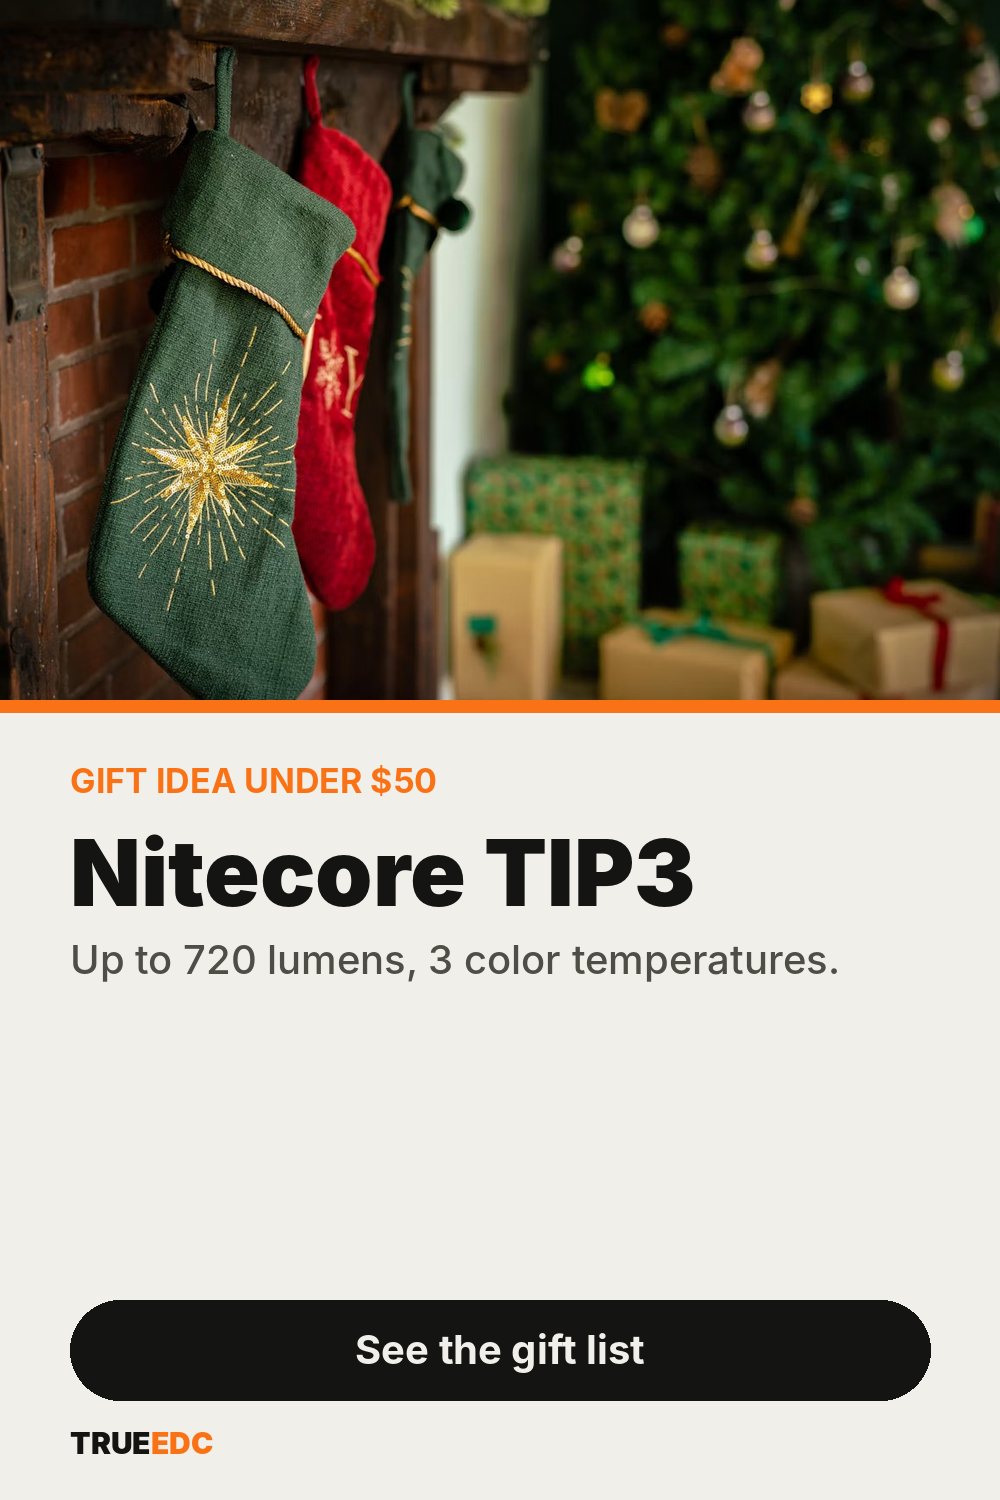 GIFT IDEA UNDER $50
Nitecore TIP3
Up to 720 lumens, 3 color temperatures.
See the gift list
TRUEEDC